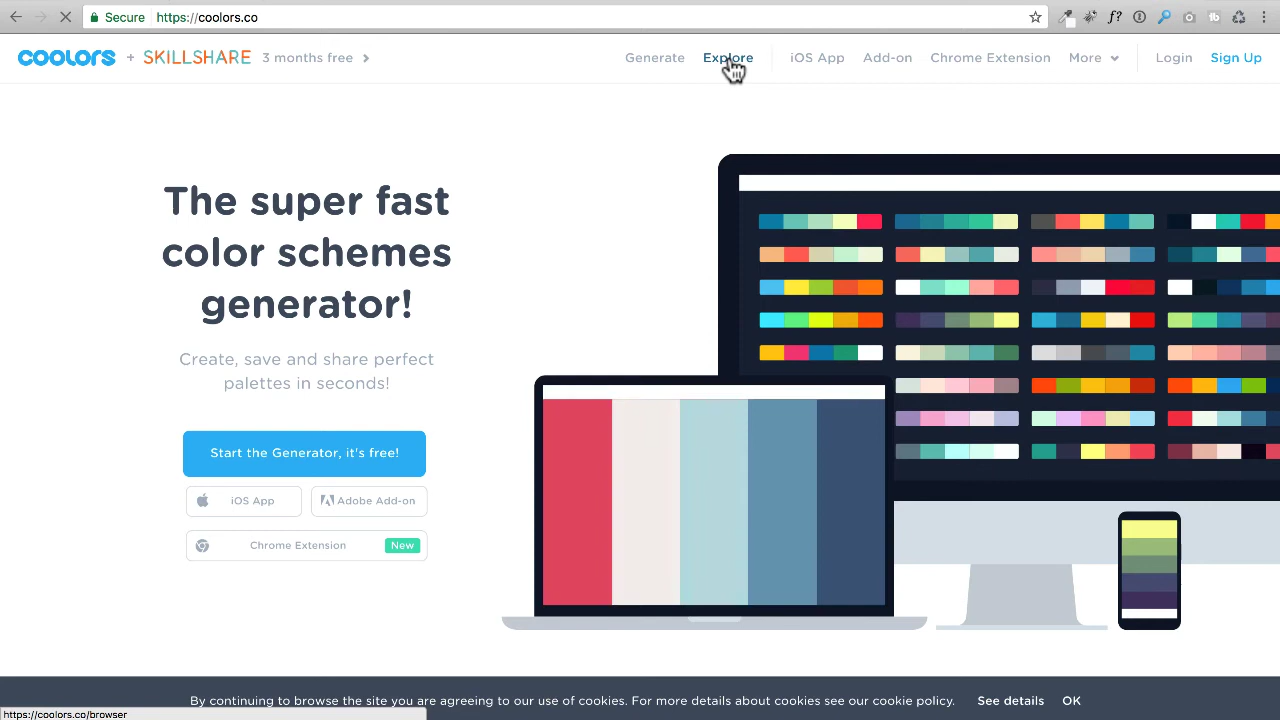 Secure https://coolors.co
coolors + SKILLSHARE 3 months free
Generate Explore iOS App Add-on Chrome Extension More Login Sign Up
The super fast
color schemes
generator!
Create, save and share perfect
palettes in seconds!
Start the Generator, it's free!
iOS App Adobe Add-on
Chrome Extension New
By continuing to browse the site you are agreeing to our use of cookies. For more details about cookies see our cookie policy. See details OK
https://coolors.co/browser